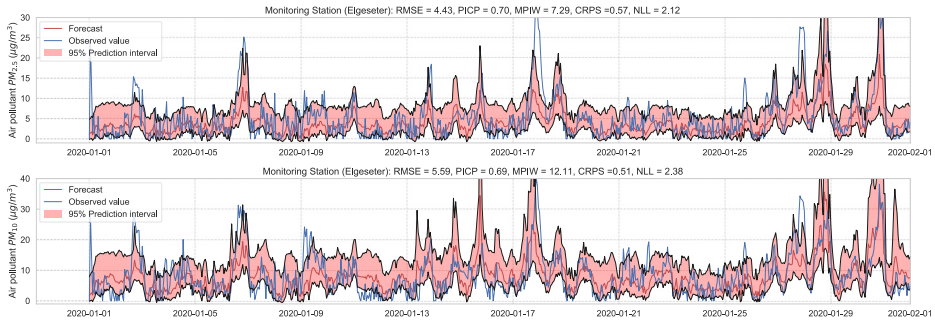 Monitoring Station (Elgeseter): RMSE = 4.43, PICP = 0.70, MPIW = 7.29, CRPS =0.57, NLL = 2.12
Air pollutant PM2.5 (μg/m³)
30
25
20
15
10
5
0
Forecast
Observed value
95% Prediction interval
2020-01-01 2020-01-05 2020-01-09 2020-01-13 2020-01-17 2020-01-21 2020-01-25 2020-01-29 2020-02-01
Monitoring Station (Elgeseter): RMSE = 5.59, PICP = 0.69, MPIW = 12.11, CRPS =0.51, NLL = 2.38
Air pollutant PM10 (μg/m³)
40
30
20
10
0
Forecast
Observed value
95% Prediction interval
2020-01-01 2020-01-05 2020-01-09 2020-01-13 2020-01-17 2020-01-21 2020-01-25 2020-01-29 2020-02-01